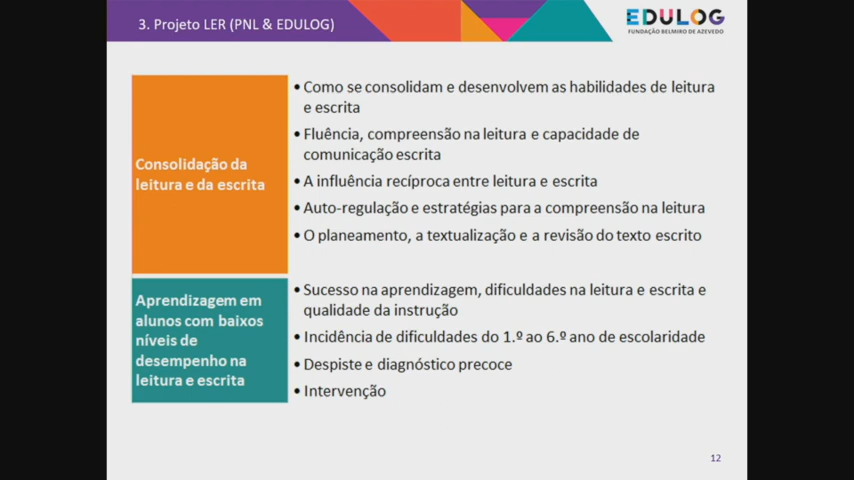 3. Projeto LER (PNL & EDULOG)
EDULOG
FUNDAÇÃO BELMIRO DE AZEVEDO
Consolidação da
leitura e da escrita
• Como se consolidam e desenvolvem as habilidades de leitura
e escrita
• Fluência, compreensão na leitura e capacidade de
comunicação escrita
• A influência recíproca entre leitura e escrita
• Auto-regulação e estratégias para a compreensão na leitura
• O planeamento, a textualização e a revisão do texto escrito
Aprendizagem em
alunos com baixos
níveis de
desempenho na
leitura e escrita
• Sucesso na aprendizagem, dificuldades na leitura e escrita e
qualidade da instrução
• Incidência de dificuldades do 1.º ao 6.º ano de escolaridade
• Despiste e diagnóstico precoce
• Intervenção
12